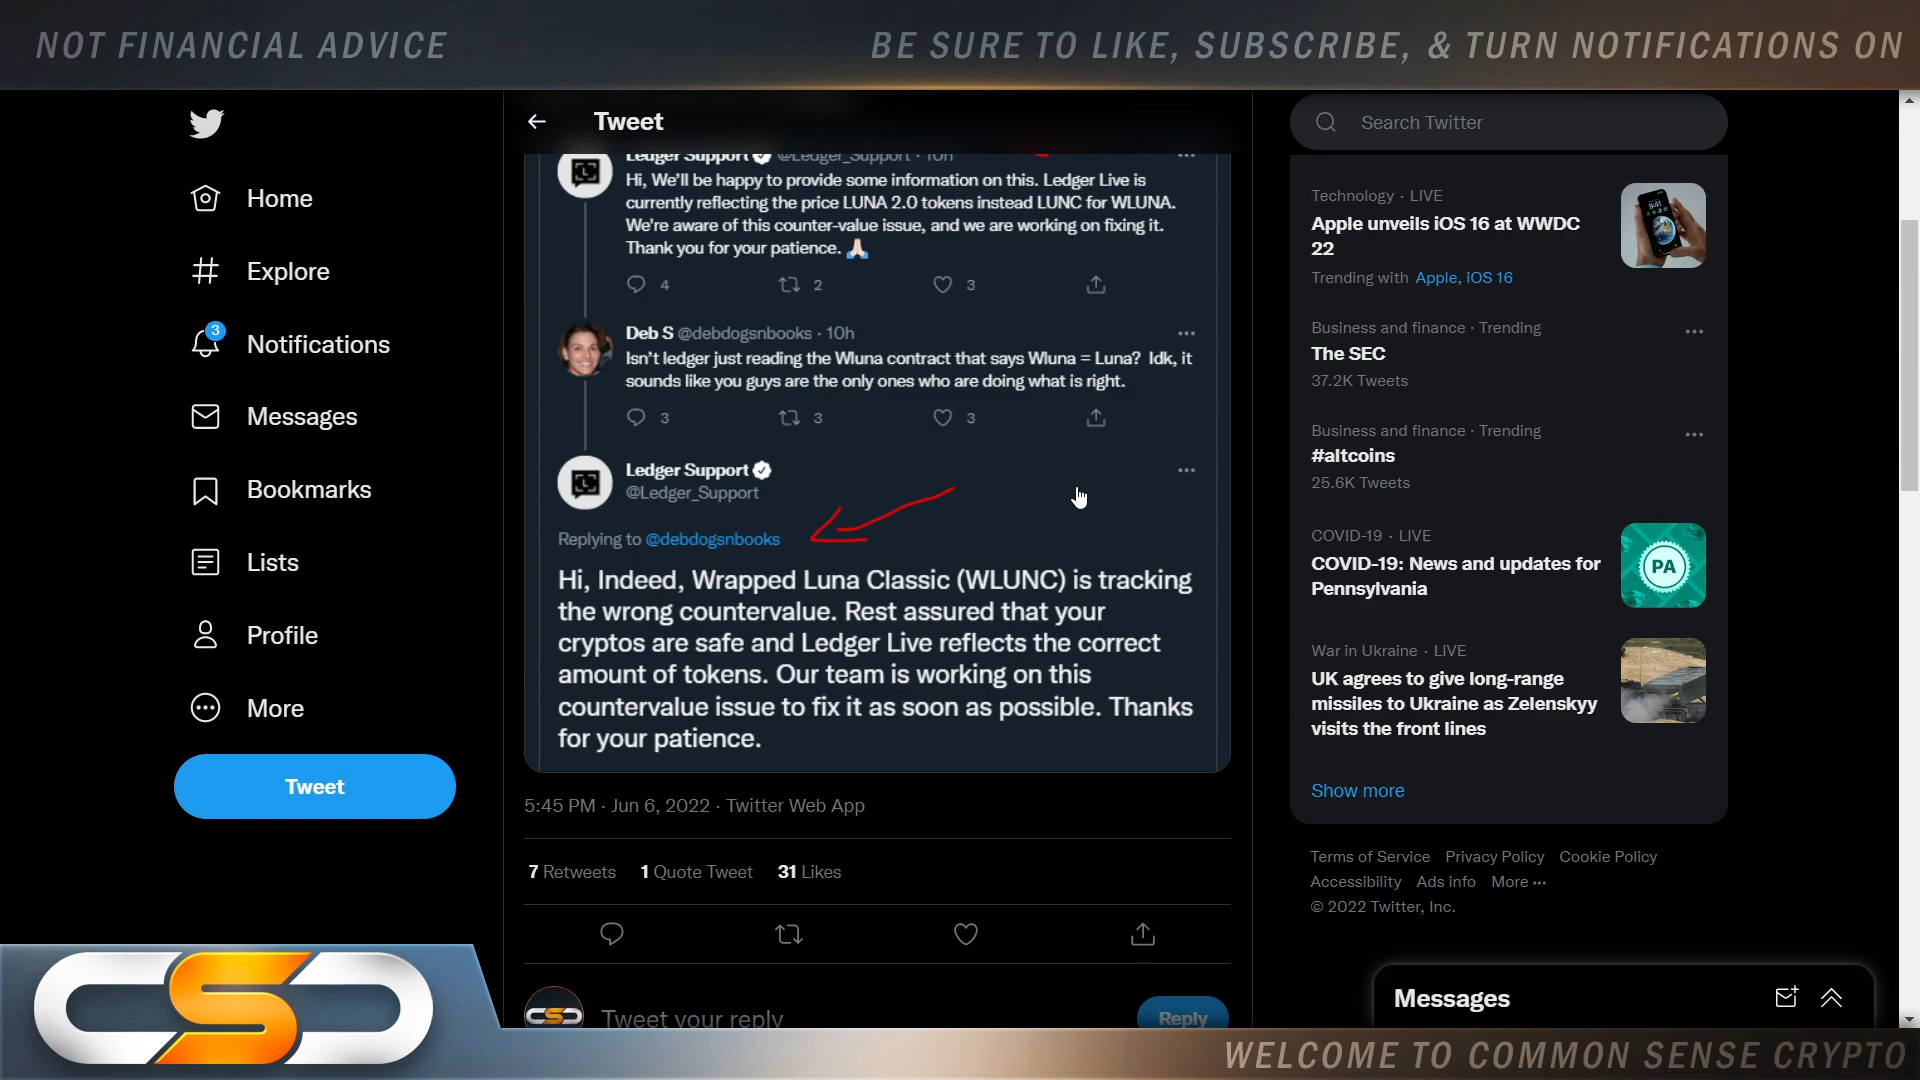 NOT FINANCIAL ADVICE
BE SURE TO LIKE, SUBSCRIBE, & TURN NOTIFICATIONS ON
Home
Explore
3
Notifications
Messages
Bookmarks
Lists
Profile
More
Tweet
Tweet
Ledger Support @Ledger_Support · 10h
Hi, We'll be happy to provide some information on this. Ledger Live is
currently reflecting the price LUNA 2.0 tokens instead LUNC for WLUNA.
We're aware of this counter-value issue, and we are working on fixing it.
Thank you for your patience. 🙏🏻
4 2 3
Deb S @debdogsnbooks · 10h
Isn't ledger just reading the Wluna contract that says Wluna = Luna? Idk, it
sounds like you guys are the only ones who are doing what is right.
3 3 3
Ledger Support
@Ledger_Support
Replying to @debdogsnbooks
Hi, Indeed, Wrapped Luna Classic (WLUNC) is tracking
the wrong countervalue. Rest assured that your
cryptos are safe and Ledger Live reflects the correct
amount of tokens. Our team is working on this
countervalue issue to fix it as soon as possible. Thanks
for your patience.
5:45 PM · Jun 6, 2022 · Twitter Web App
7 Retweets 1 Quote Tweet 31 Likes
CSC
Tweet your reply
Reply
Search Twitter
Technology · LIVE
Apple unveils iOS 16 at WWDC
22
Trending with Apple, iOS 16
9:41
Business and finance · Trending
The SEC
37.2K Tweets
Business and finance · Trending
#altcoins
25.6K Tweets
COVID-19 · LIVE
COVID-19: News and updates for
Pennsylvania
PA
War in Ukraine · LIVE
UK agrees to give long-range
missiles to Ukraine as Zelenskyy
visits the front lines
Show more
Terms of Service Privacy Policy Cookie Policy
Accessibility Ads info More ···
© 2022 Twitter, Inc.
Messages
CSC
WELCOME TO COMMON SENSE CRYPTO